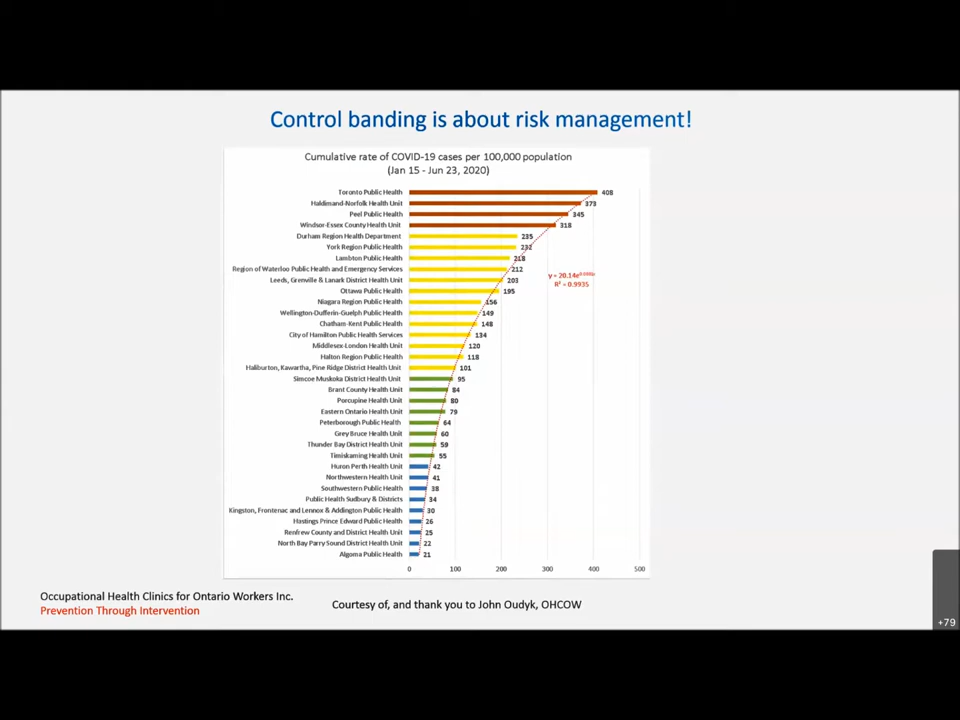 Control banding is about risk management!
Cumulative rate of COVID-19 cases per 100,000 population
(Jan 15 - Jun 23, 2020)
Toronto Public Health 408
Haldimand-Norfolk Health Unit 373
Peel Public Health 345
Windsor-Essex County Health Unit 318
Durham Region Health Department 235
York Region Public Health 232
Lambton Public Health 218
Region of Waterloo Public Health and Emergency Services 212
Leeds, Grenville & Lanark District Health Unit 203
Ottawa Public Health 195
Niagara Region Public Health 156
Wellington-Dufferin-Guelph Public Health 149
Chatham-Kent Public Health 148
City of Hamilton Public Health Services 134
Middlesex-London Health Unit 120
Halton Region Public Health 118
Haliburton, Kawartha, Pine Ridge District Health Unit 101
Simcoe Muskoka District Health Unit 95
Brant County Health Unit 84
Porcupine Health Unit 80
Eastern Ontario Health Unit 79
Peterborough Public Health 64
Grey Bruce Health Unit 60
Thunder Bay District Health Unit 59
Timiskaming Health Unit 55
Huron Perth Health Unit 42
Northwestern Health Unit 41
Southwestern Public Health 38
Public Health Sudbury & Districts 34
Kingston, Frontenac and Lennox & Addington Public Health 30
Hastings Prince Edward Public Health 26
Renfrew County and District Health Unit 25
North Bay Parry Sound District Health Unit 22
Algoma Public Health 21
y = 20.14e
R² = 0.9935
0 100 200 300 400 500
Occupational Health Clinics for Ontario Workers Inc.
Prevention Through Intervention
Courtesy of, and thank you to John Oudyk, OHCOW
+79